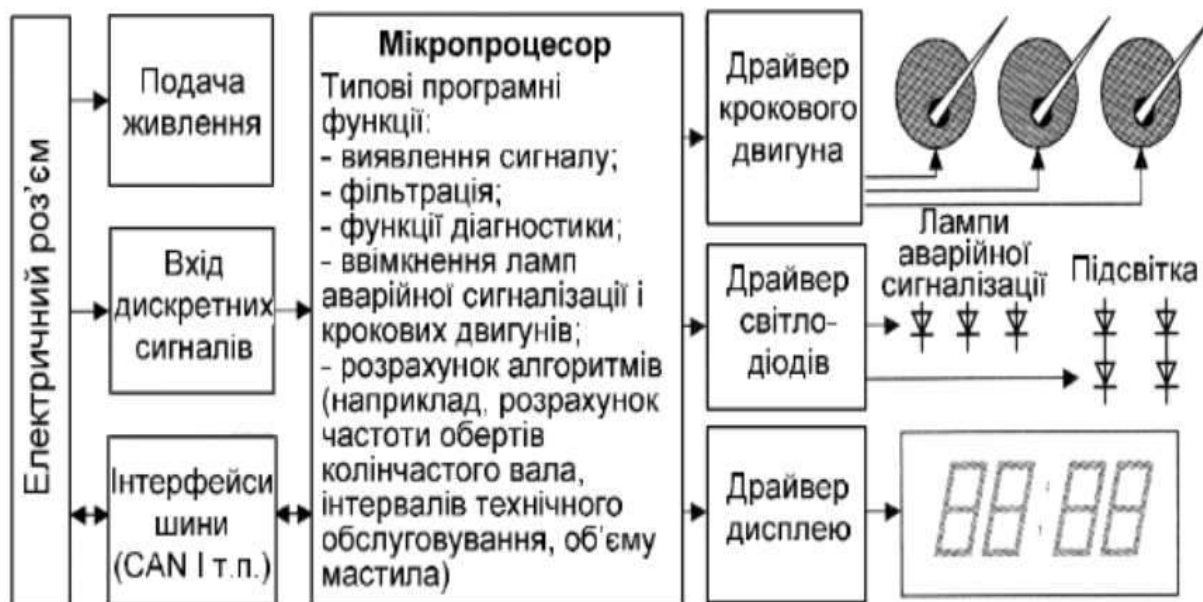 Електричний роз’єм
Подача
живлення
Вхід
дискретних
сигналів
Інтерфейси
шини
(CAN І т.п.)
Мікропроцесор
Типові програмні
функції:
- виявлення сигналу;
- фільтрація;
- функції діагностики;
- ввімкнення ламп
аварійної сигналізації і
крокових двигунів;
- розрахунок алгоритмів
(наприклад, розрахунок
частоти обертів
колінчастого вала,
інтервалів технічного
обслуговування, об’єму
мастила)
Драйвер
крокового
двигуна
Драйвер
світло-
діодів
Драйвер
дисплею
Лампи
аварійної
сигналізації
Підсвітка
88:88